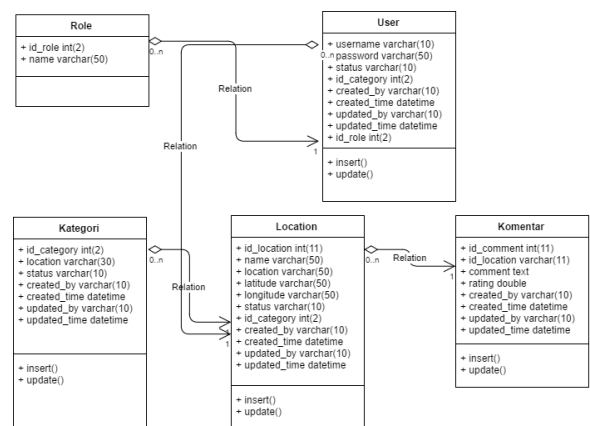 Role
+ id_role int(2)
+ name varchar(50)
0..n
Relation
1
User
+ username varchar(10)
+ password varchar(50)
+ status varchar(10)
+ id_category int(2)
+ created_by varchar(10)
+ created_time datetime
+ updated_by varchar(10)
+ updated_time datetime
+ id_role int(2)
+ insert()
+ update()
0..n
Relation
1
Kategori
+ id_category int(2)
+ location varchar(30)
+ status varchar(10)
+ created_by varchar(10)
+ created_time datetime
+ updated_by varchar(10)
+ updated_time datetime
+ insert()
+ update()
0..n
Relation
1
Location
+ id_location int(11)
+ name varchar(50)
+ location varchar(50)
+ latitude varchar(50)
+ longitude varchar(50)
+ status varchar(10)
+ id_category int(2)
+ created_by varchar(10)
+ created_time datetime
+ updated_by varchar(10)
+ updated_time datetime
+ insert()
+ update()
0..n
Relation
1
Komentar
+ id_comment int(11)
+ id_location varchar(11)
+ comment text
+ rating double
+ created_by varchar(10)
+ created_time datetime
+ updated_by varchar(10)
+ updated_time datetime
+ insert()
+ update()